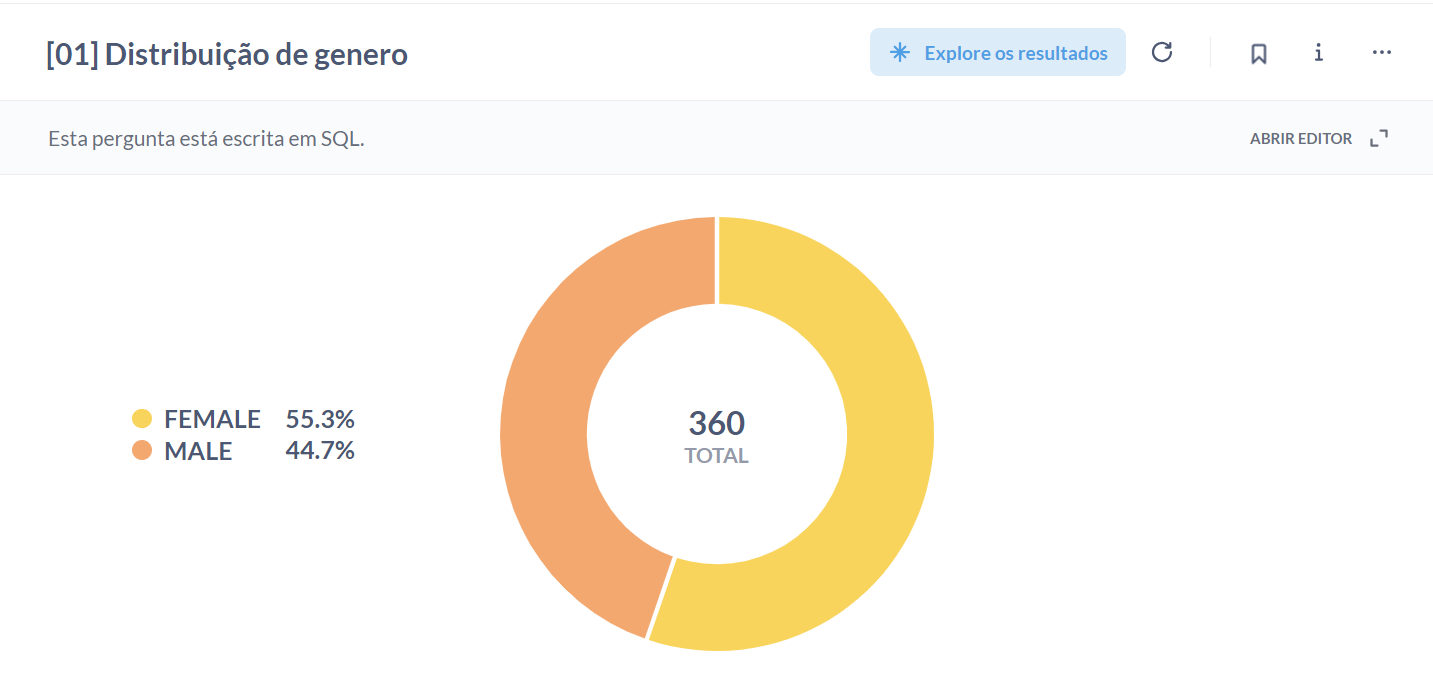 [01] Distribuição de genero
Explore os resultados
Esta pergunta está escrita em SQL.
ABRIR EDITOR
FEMALE 55.3%
MALE 44.7%
360
TOTAL